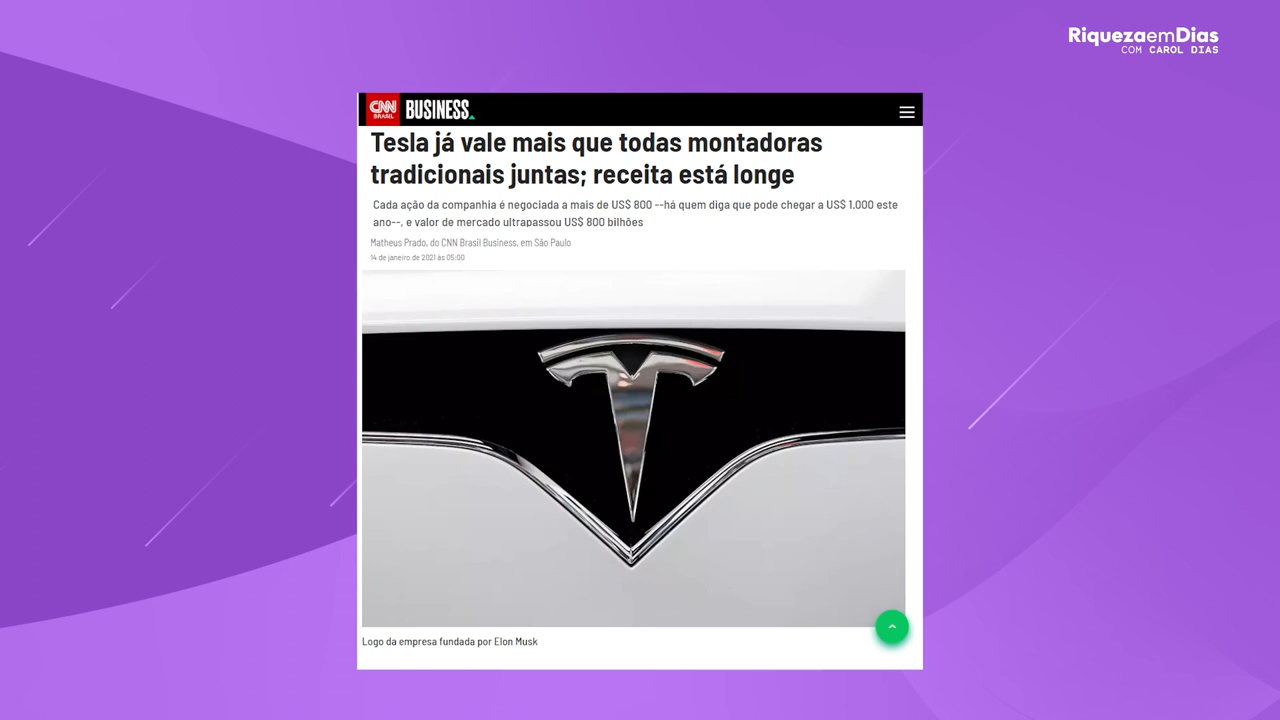 RiquezaemDias
COM CAROL DIAS
CNN
BRASIL
BUSINESS
Tesla já vale mais que todas montadoras
tradicionais juntas; receita está longe
Cada ação da companhia é negociada a mais de US$ 800 --há quem diga que pode chegar a US$ 1.000 este
ano--, e valor de mercado ultrapassou US$ 800 bilhões
Matheus Prado, do CNN Brasil Business, em São Paulo
14 de janeiro de 2021 às 05:00
Logo da empresa fundada por Elon Musk